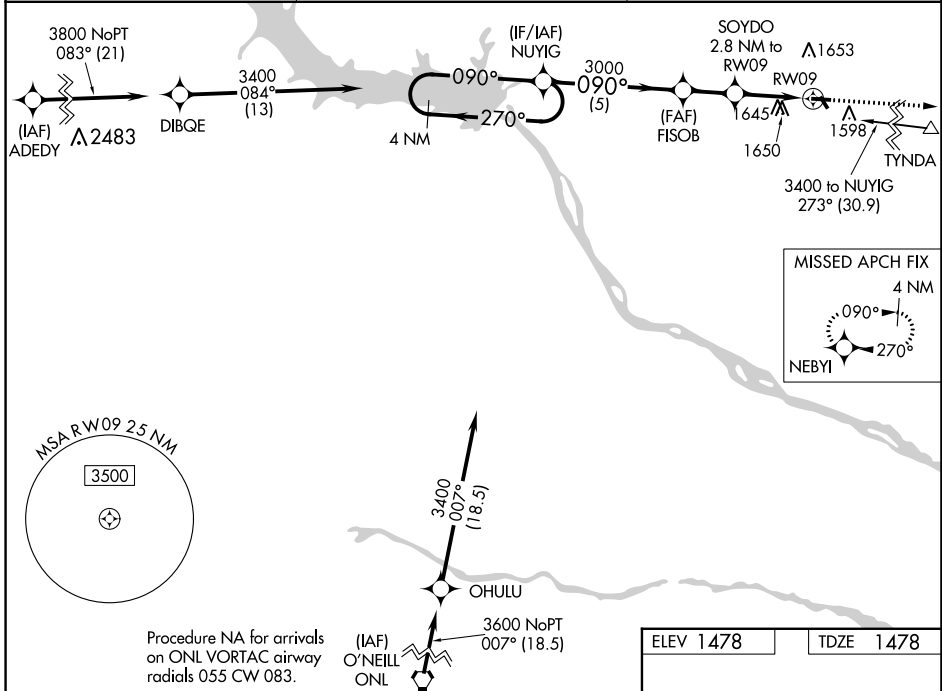 3800 NoPT
083° (21)
(IAF)
ADEDY
2483
DIBQE
3400
084°
(13)
090°
270°
4 NM
(IF/IAF)
NUYIG
3000
090°
(5)
(FAF)
FISOB
SOYDO
2.8 NM to
RW09
1653
RW09
1645
1650
1598
TYNDA
3400 to NUYIG
273° (30.9)
MISSED APCH FIX
4 NM
090°
270°
NEBYI
MSA RW09 25 NM
3500
3400
007°
(18.5)
OHULU
3600 NoPT
007° (18.5)
(IAF)
O'NEILL
ONL
Procedure NA for arrivals
on ONL VORTAC airway
radials 055 CW 083.
ELEV 1478
TDZE 1478